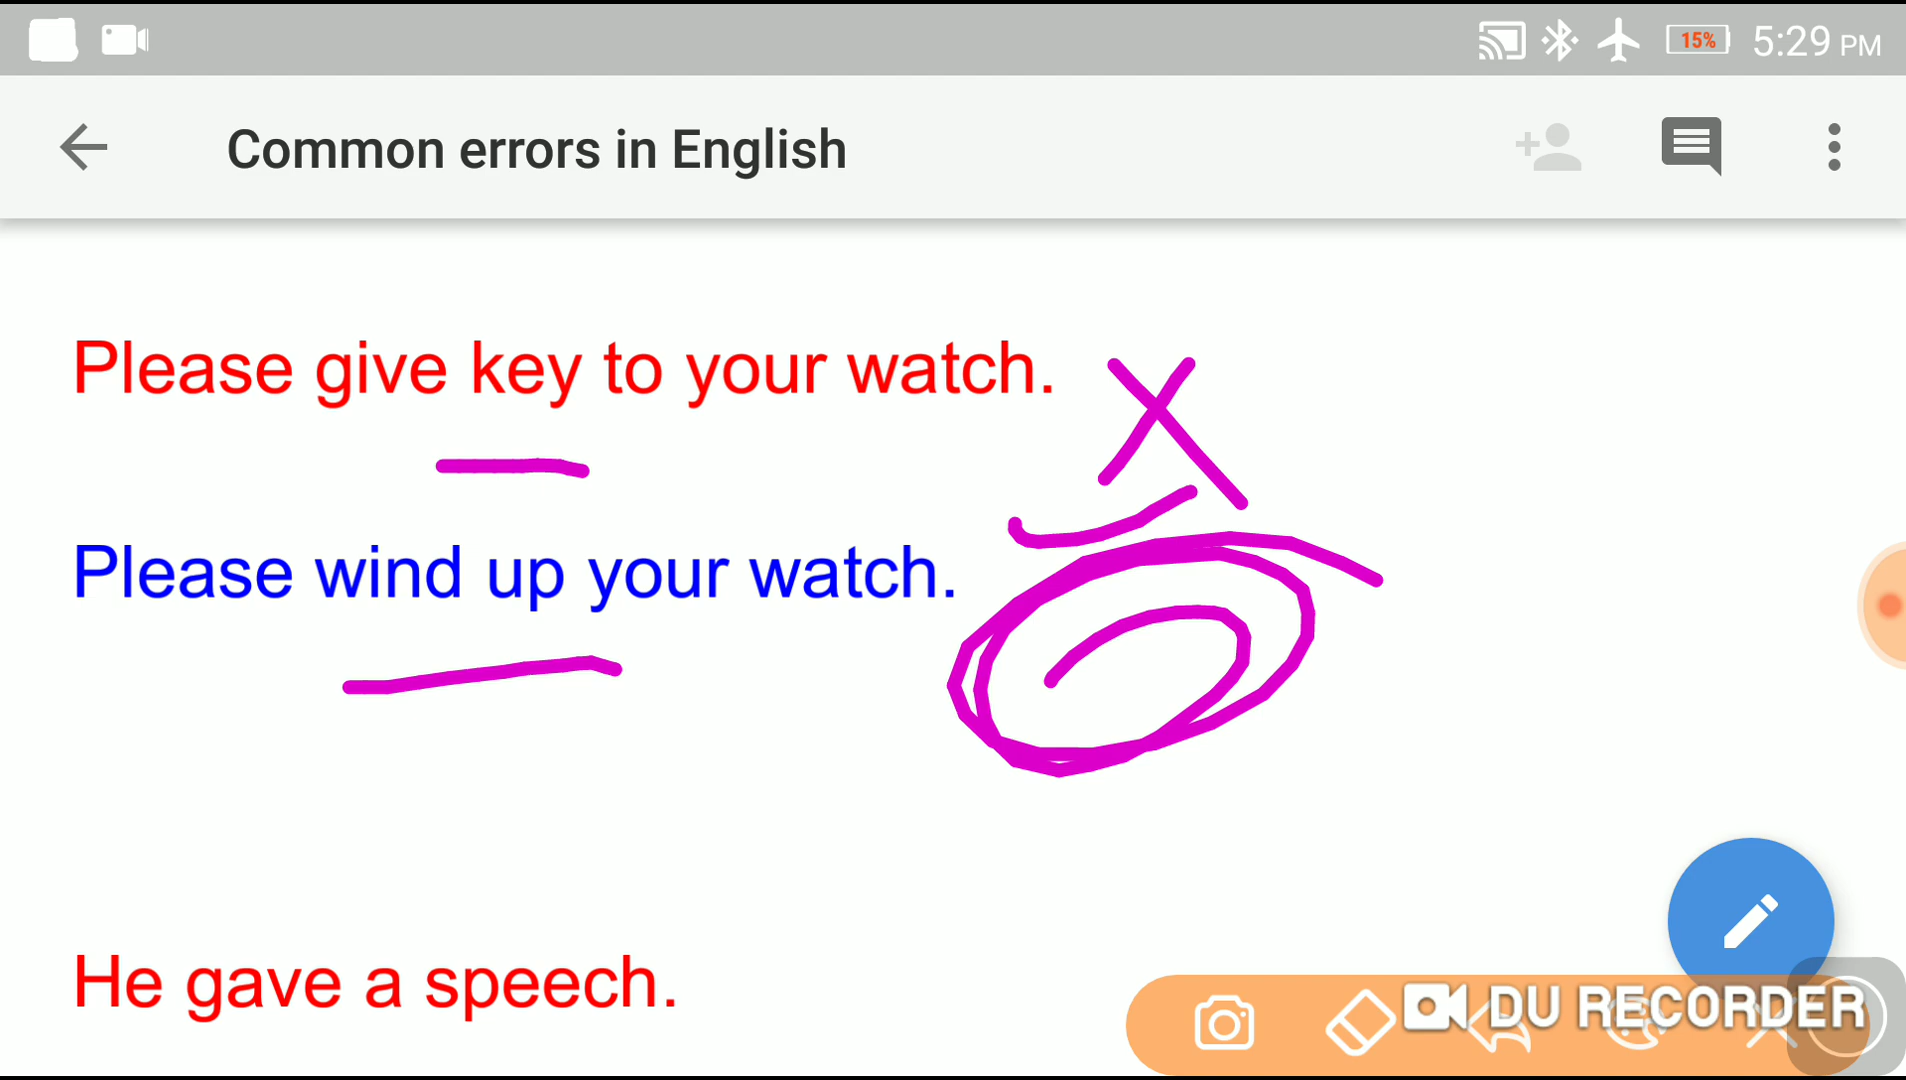 15% 5:29 PM
Common errors in English
Please give key to your watch.
Please wind up your watch.
He gave a speech.
DU RECORDER